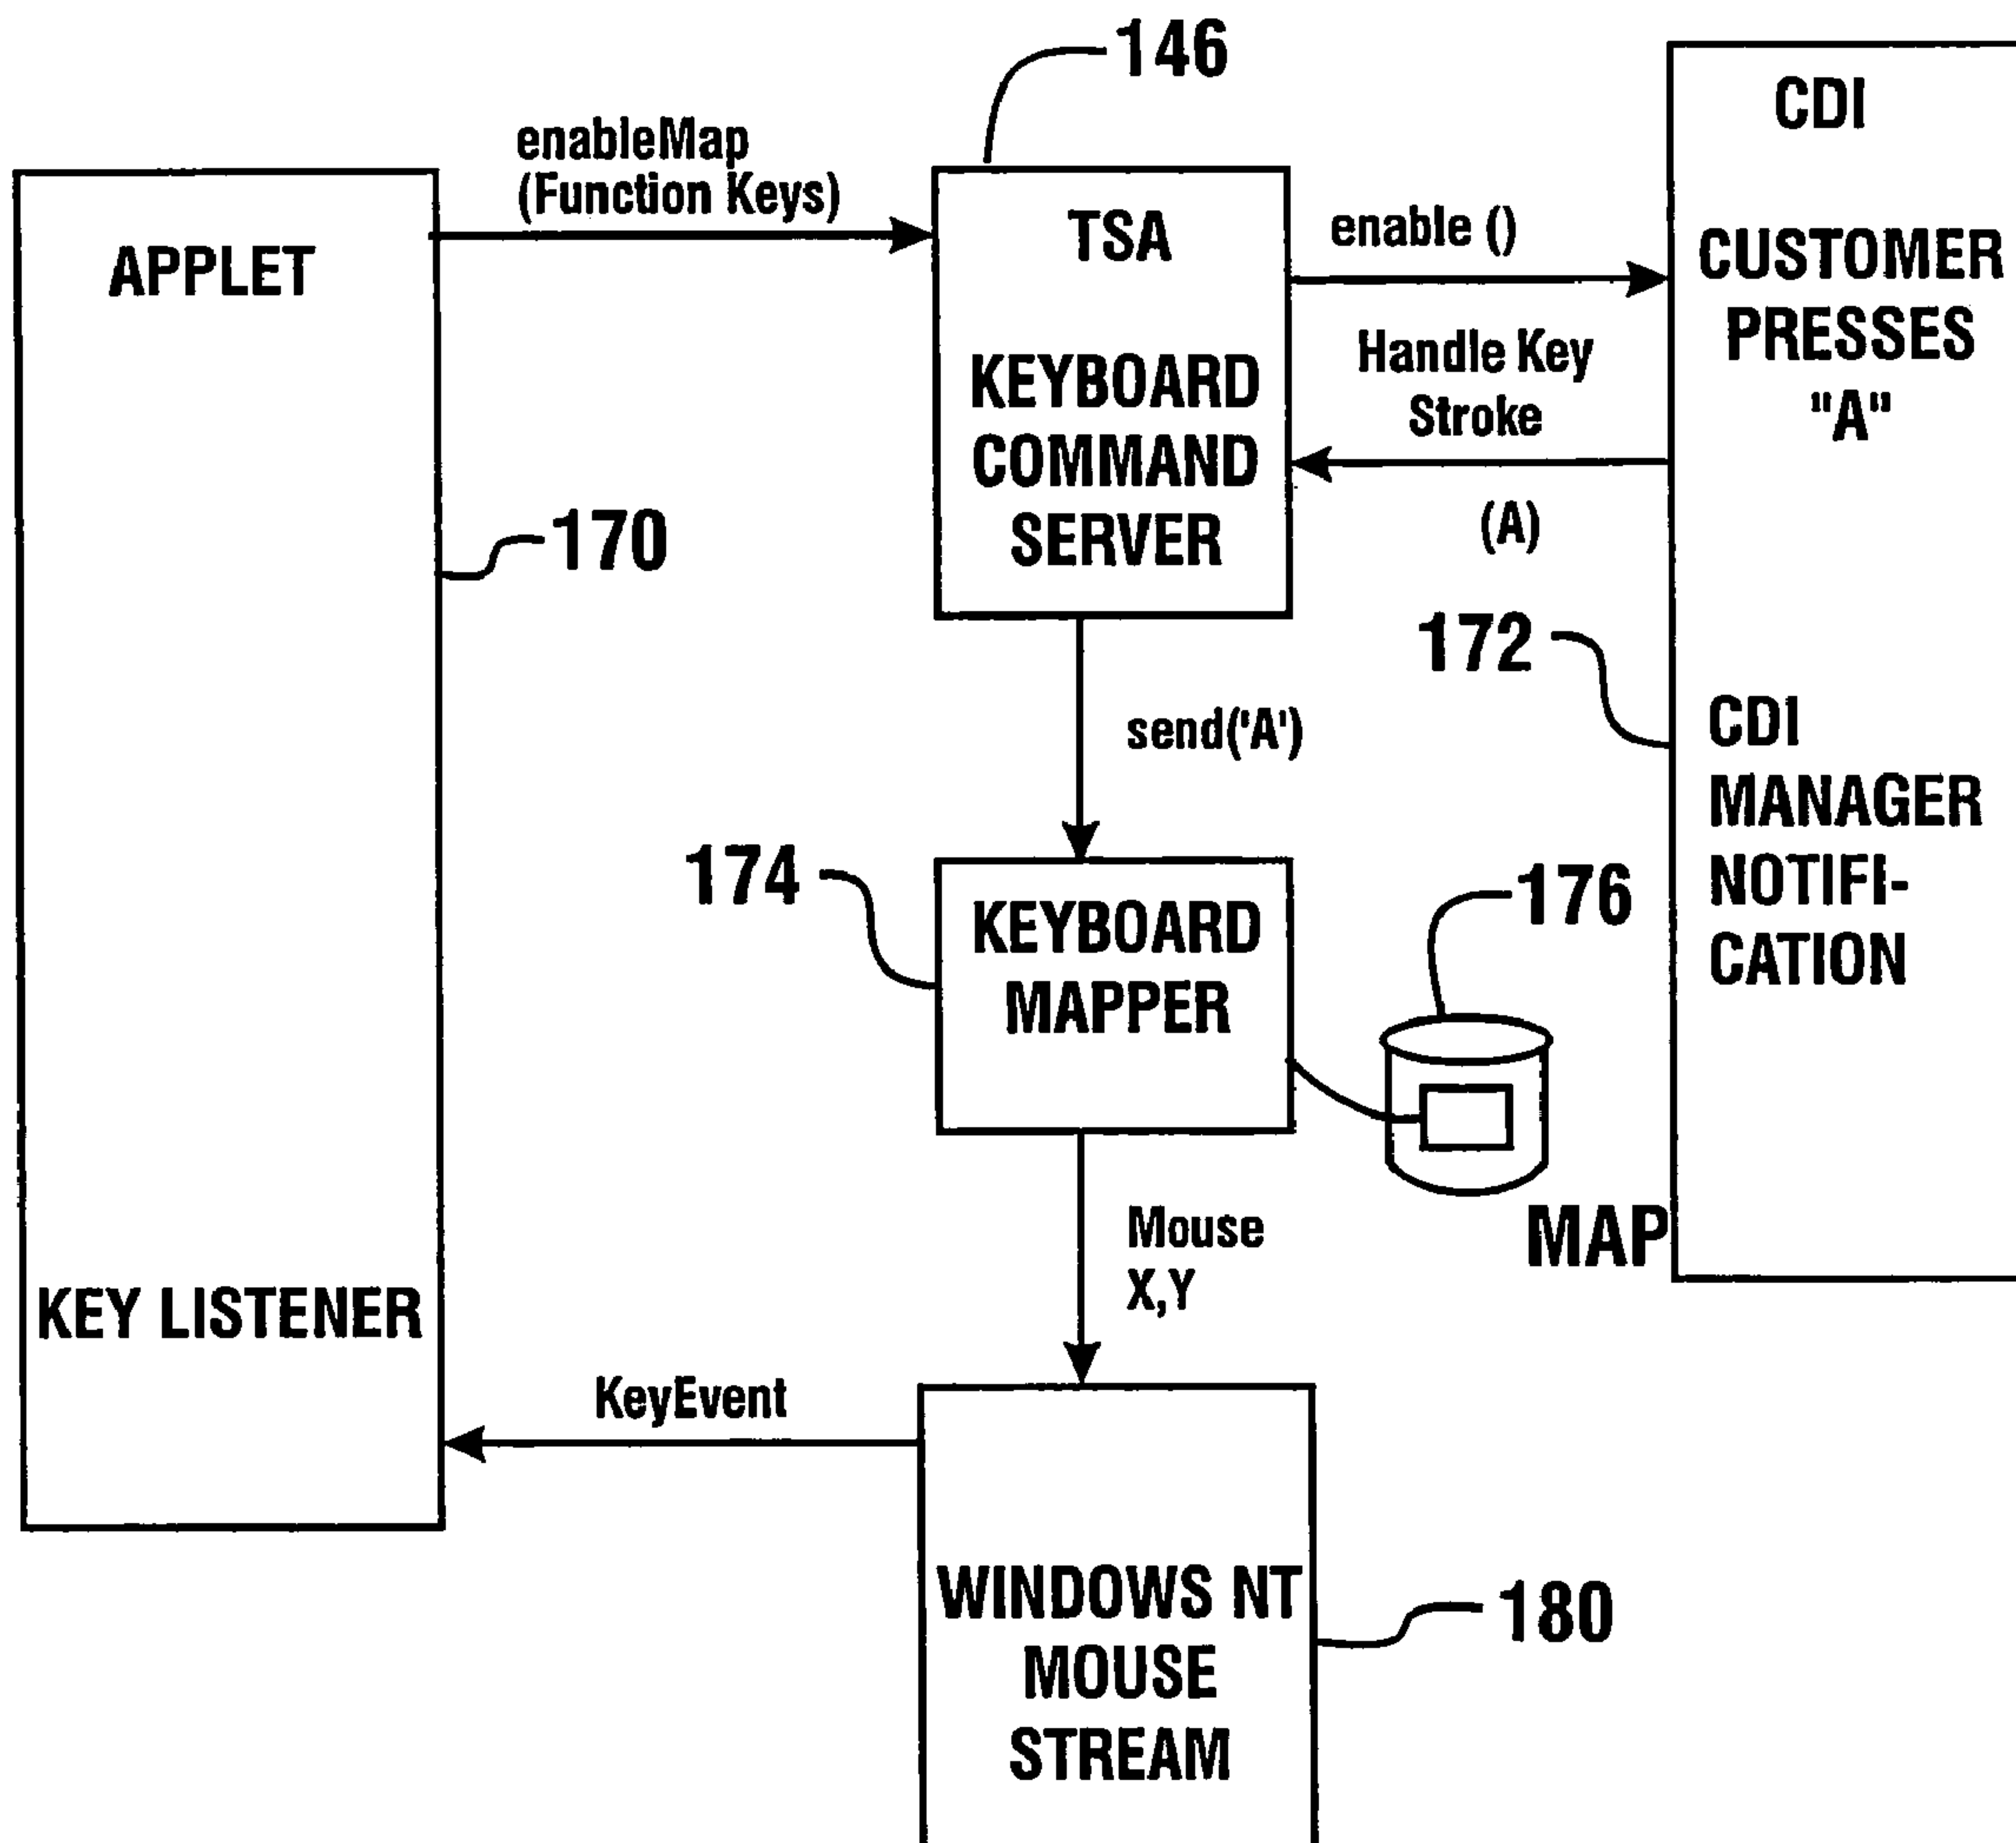 146
CDI
enableMap
(Function Keys)
APPLET
TSA
enable ()
CUSTOMER
PRESSES
"A"
KEYBOARD
COMMAND
SERVER
Handle Key
Stroke
(A)
170
172
send('A')
CDI
MANAGER
NOTIFI-
CATION
174
KEYBOARD
MAPPER
176
MAP
Mouse
X,Y
KEY LISTENER
KeyEvent
WINDOWS NT
MOUSE
STREAM
180